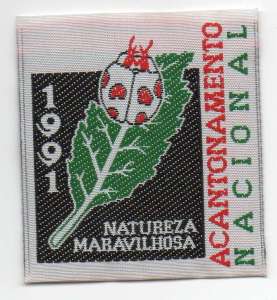 1991
NATUREZA
MARAVILHOSA
ACANTONAMENTO
NACIONAL